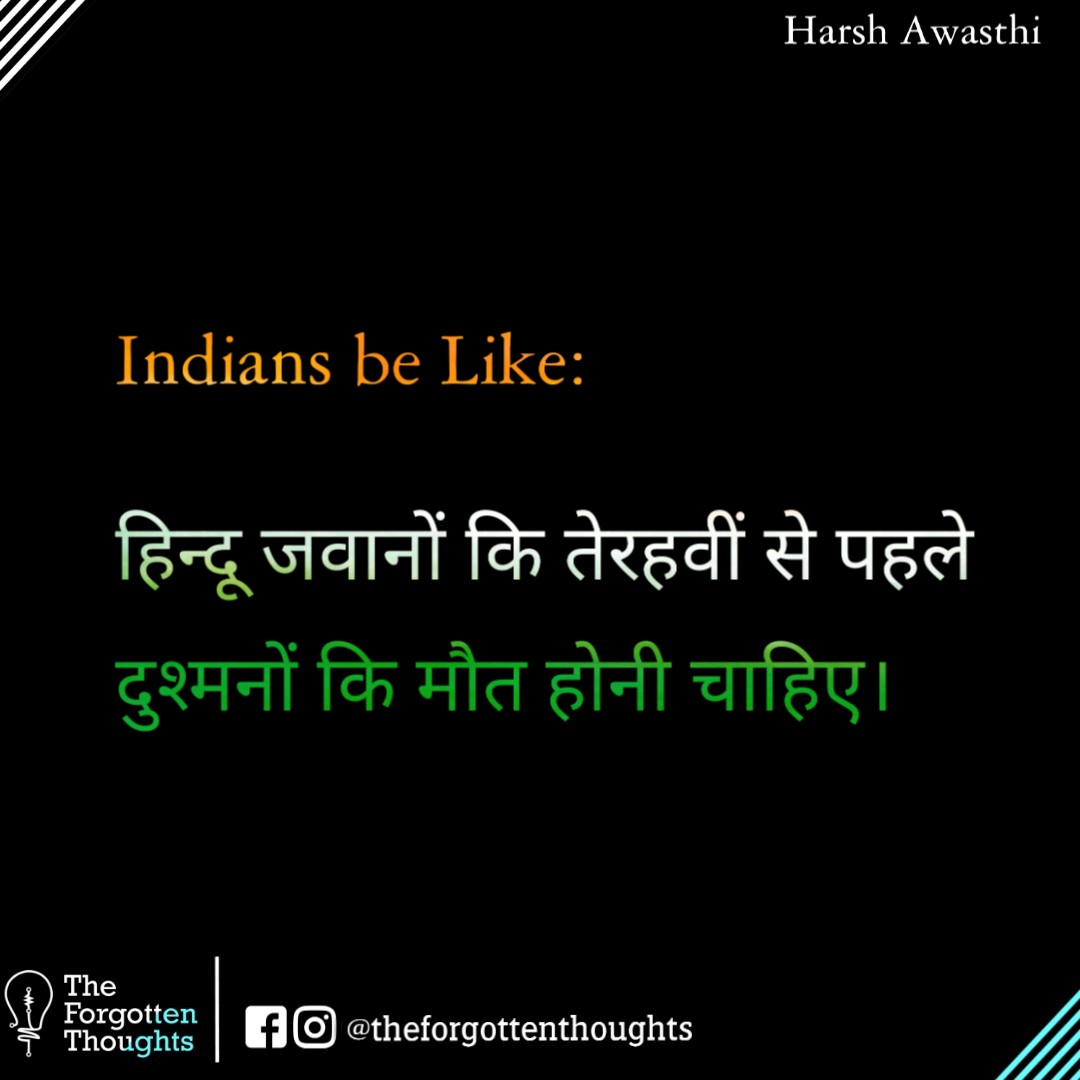 Harsh Awasthi
Indians be Like:
हिन्दू जवानों कि तेरहवीं से पहले
दुश्मनों कि मौत होनी चाहिए।
The
Forgotten
Thoughts
@theforgottenthoughts